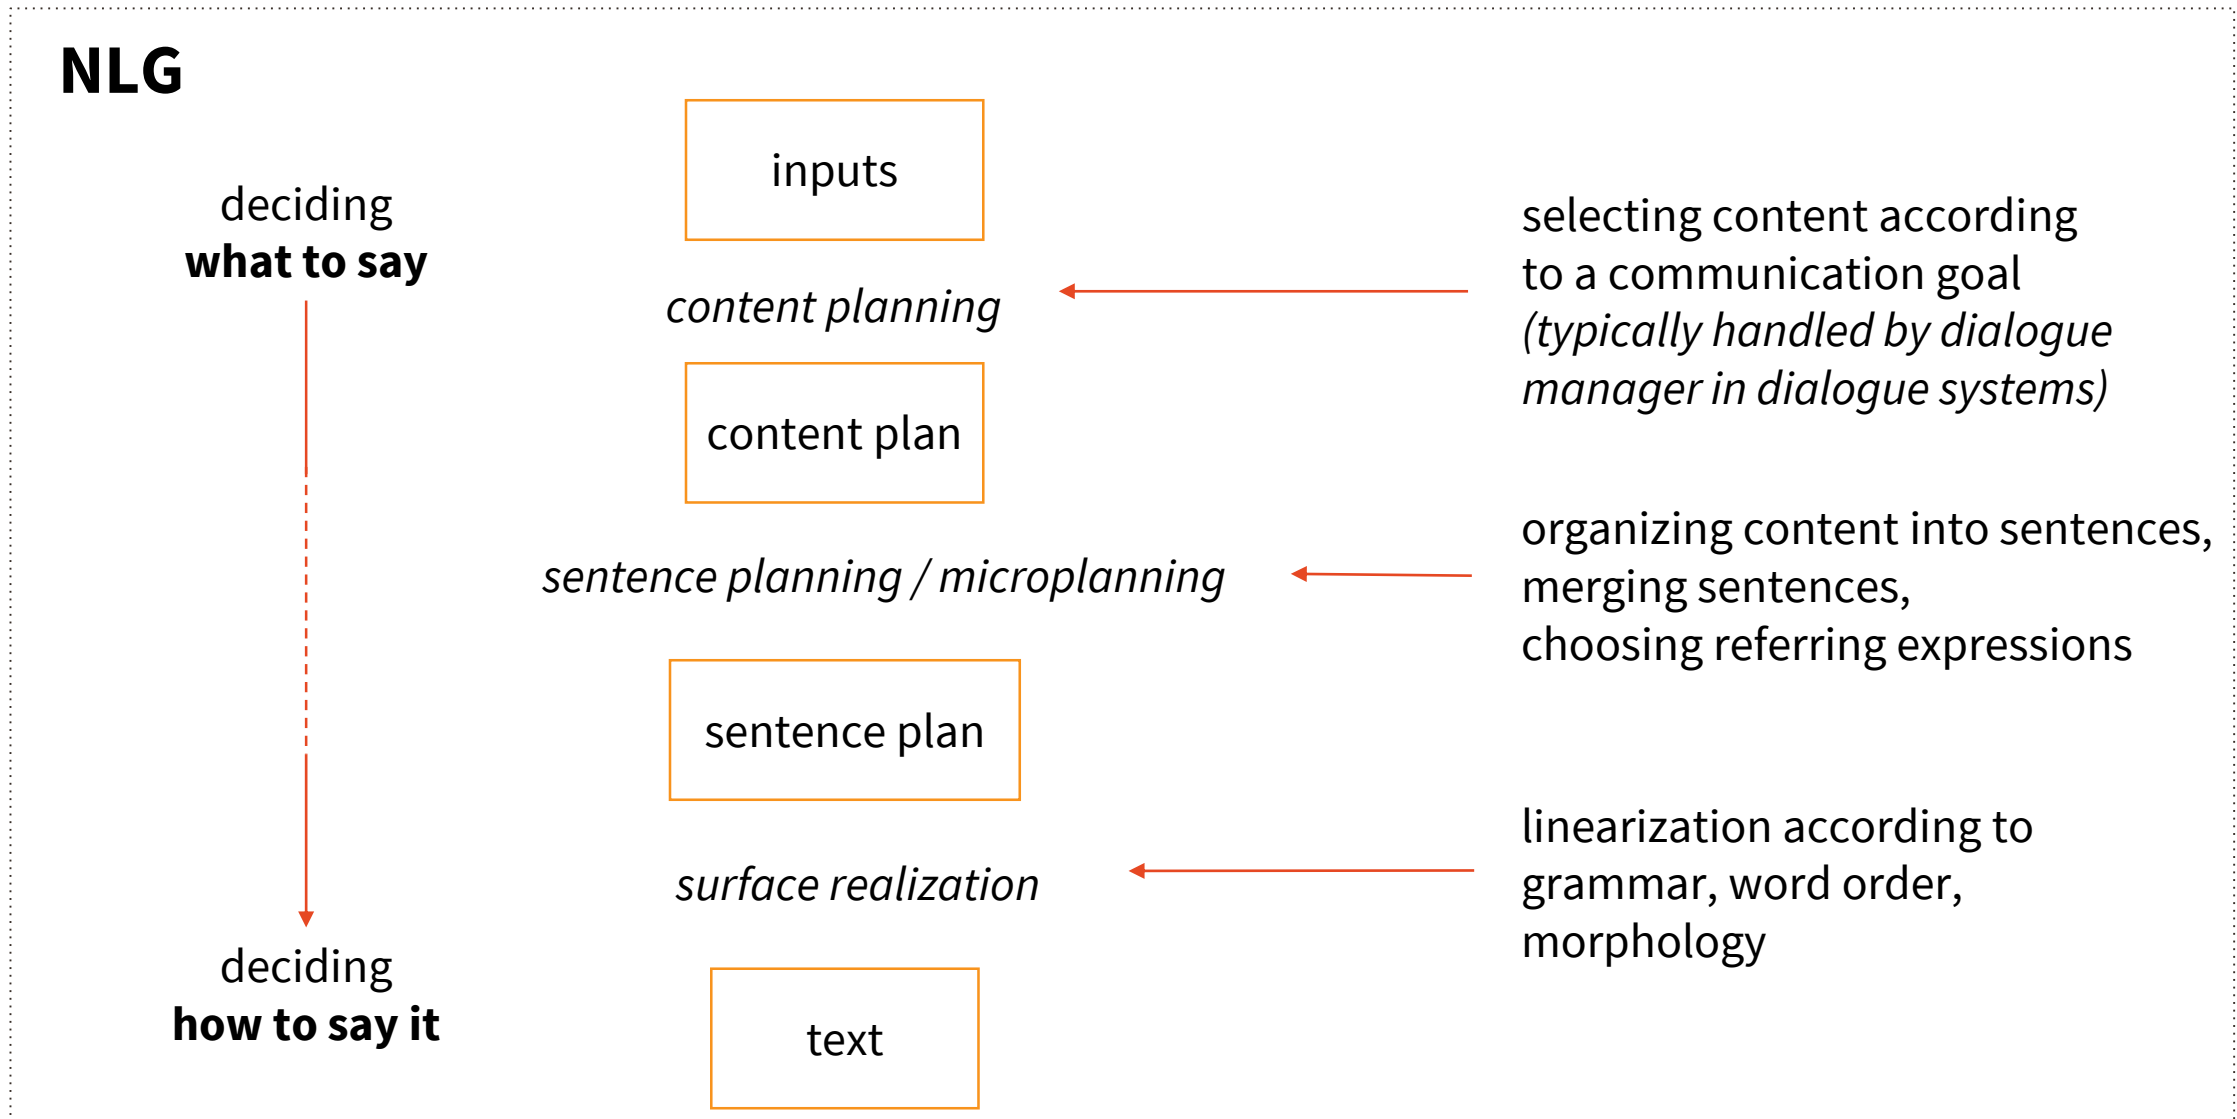 NLG
deciding
what to say
inputs
content planning
selecting content according
to a communication goal
(typically handled by dialogue
manager in dialogue systems)
content plan
sentence planning / microplanning
organizing content into sentences,
merging sentences,
choosing referring expressions
sentence plan
surface realization
linearization according to
grammar, word order,
morphology
deciding
how to say it
text